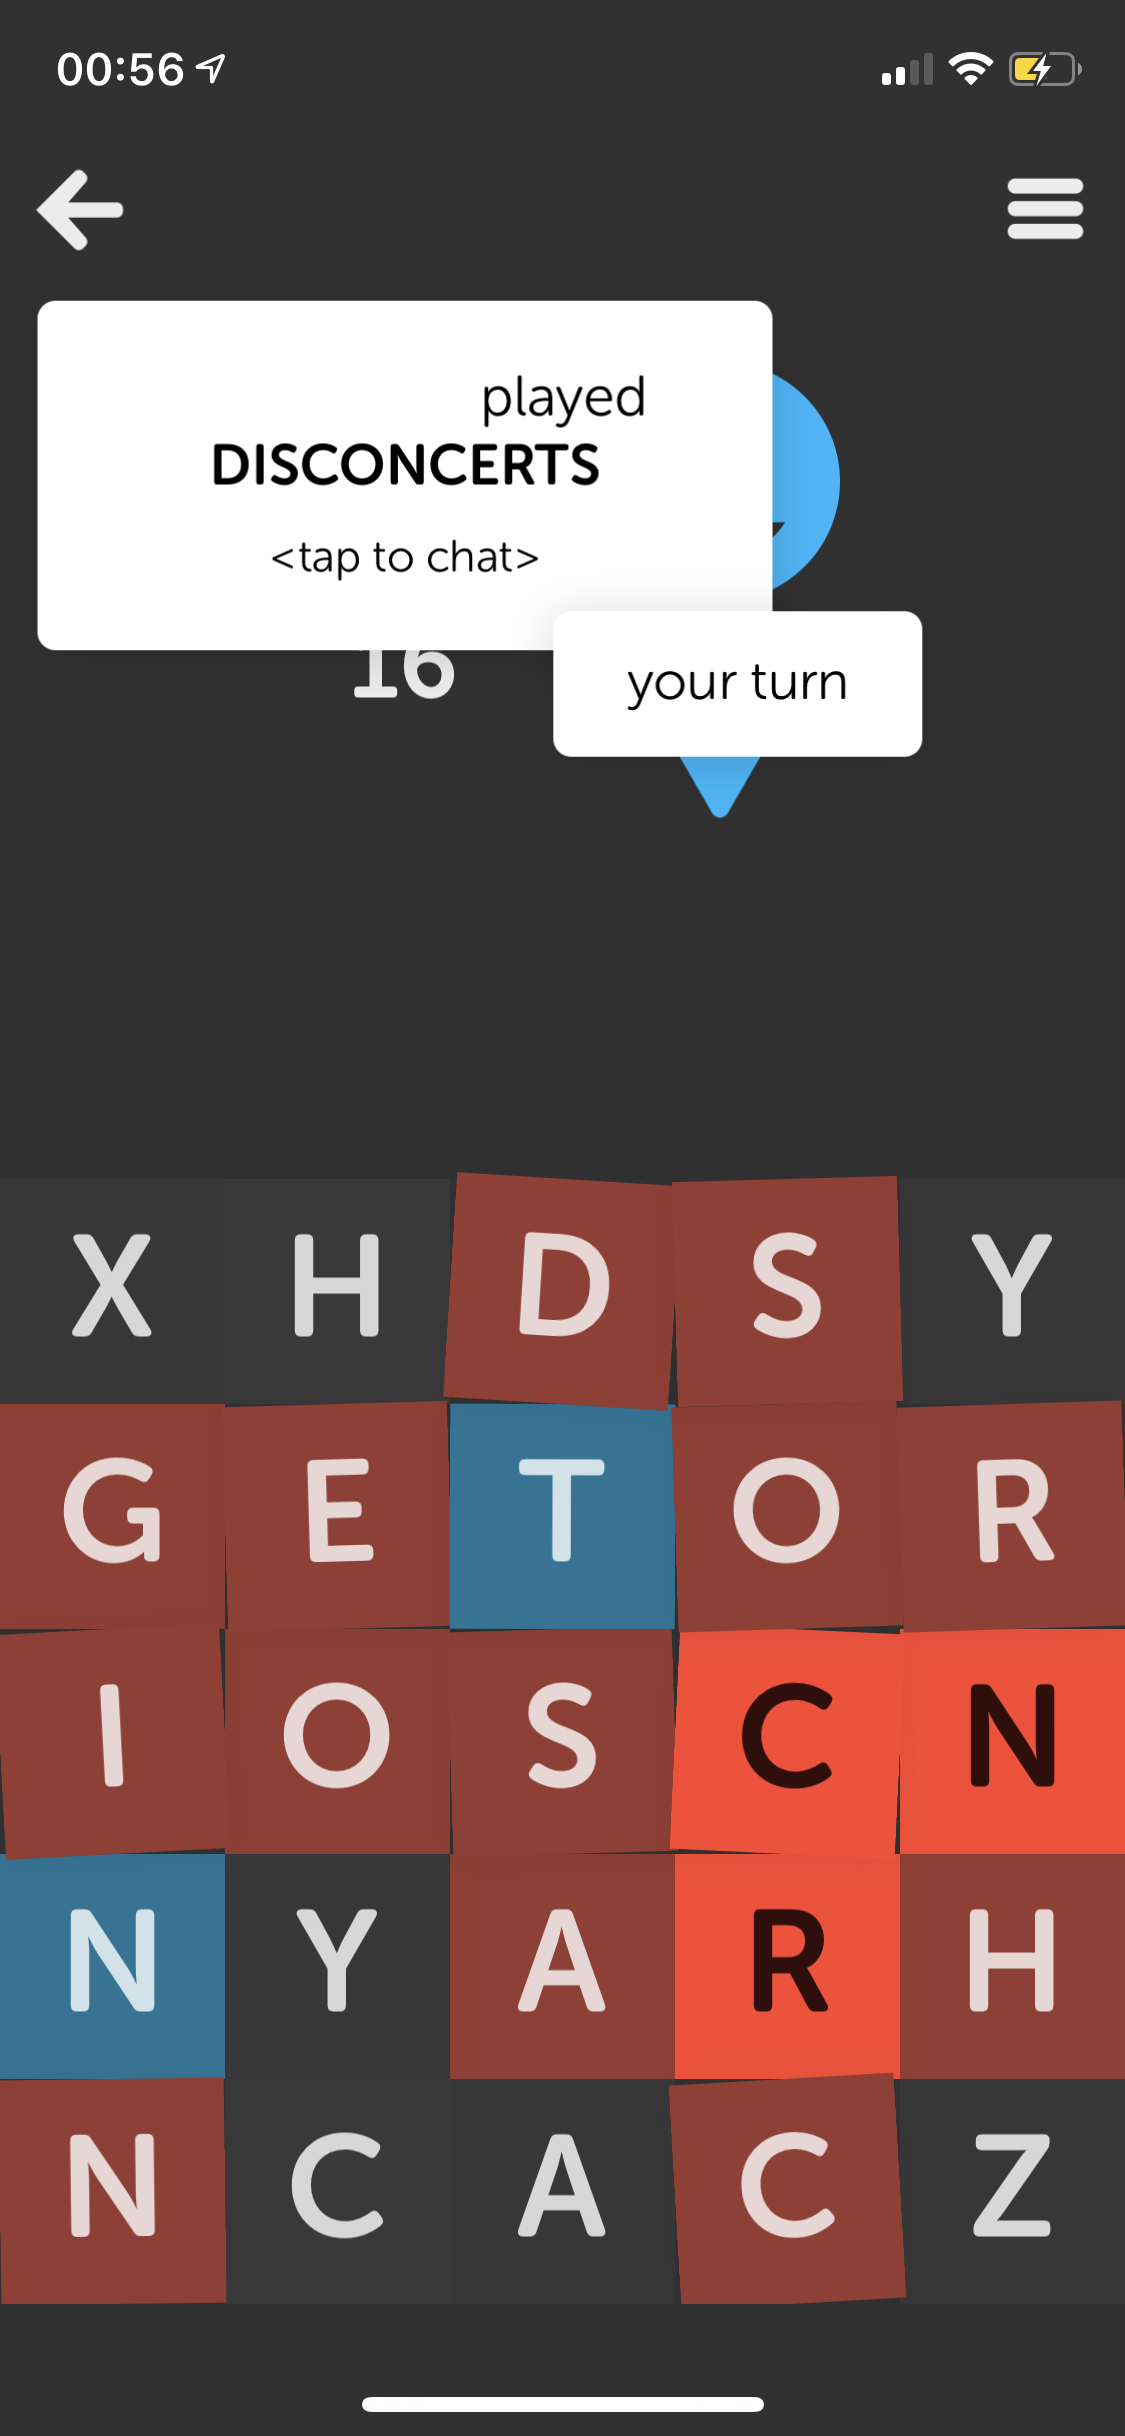 00:56
played
DISCONCERTS
<tap to chat>
16
your turn
X H D S Y
G E T O R
I O S C N
N Y A R H
N C A C Z